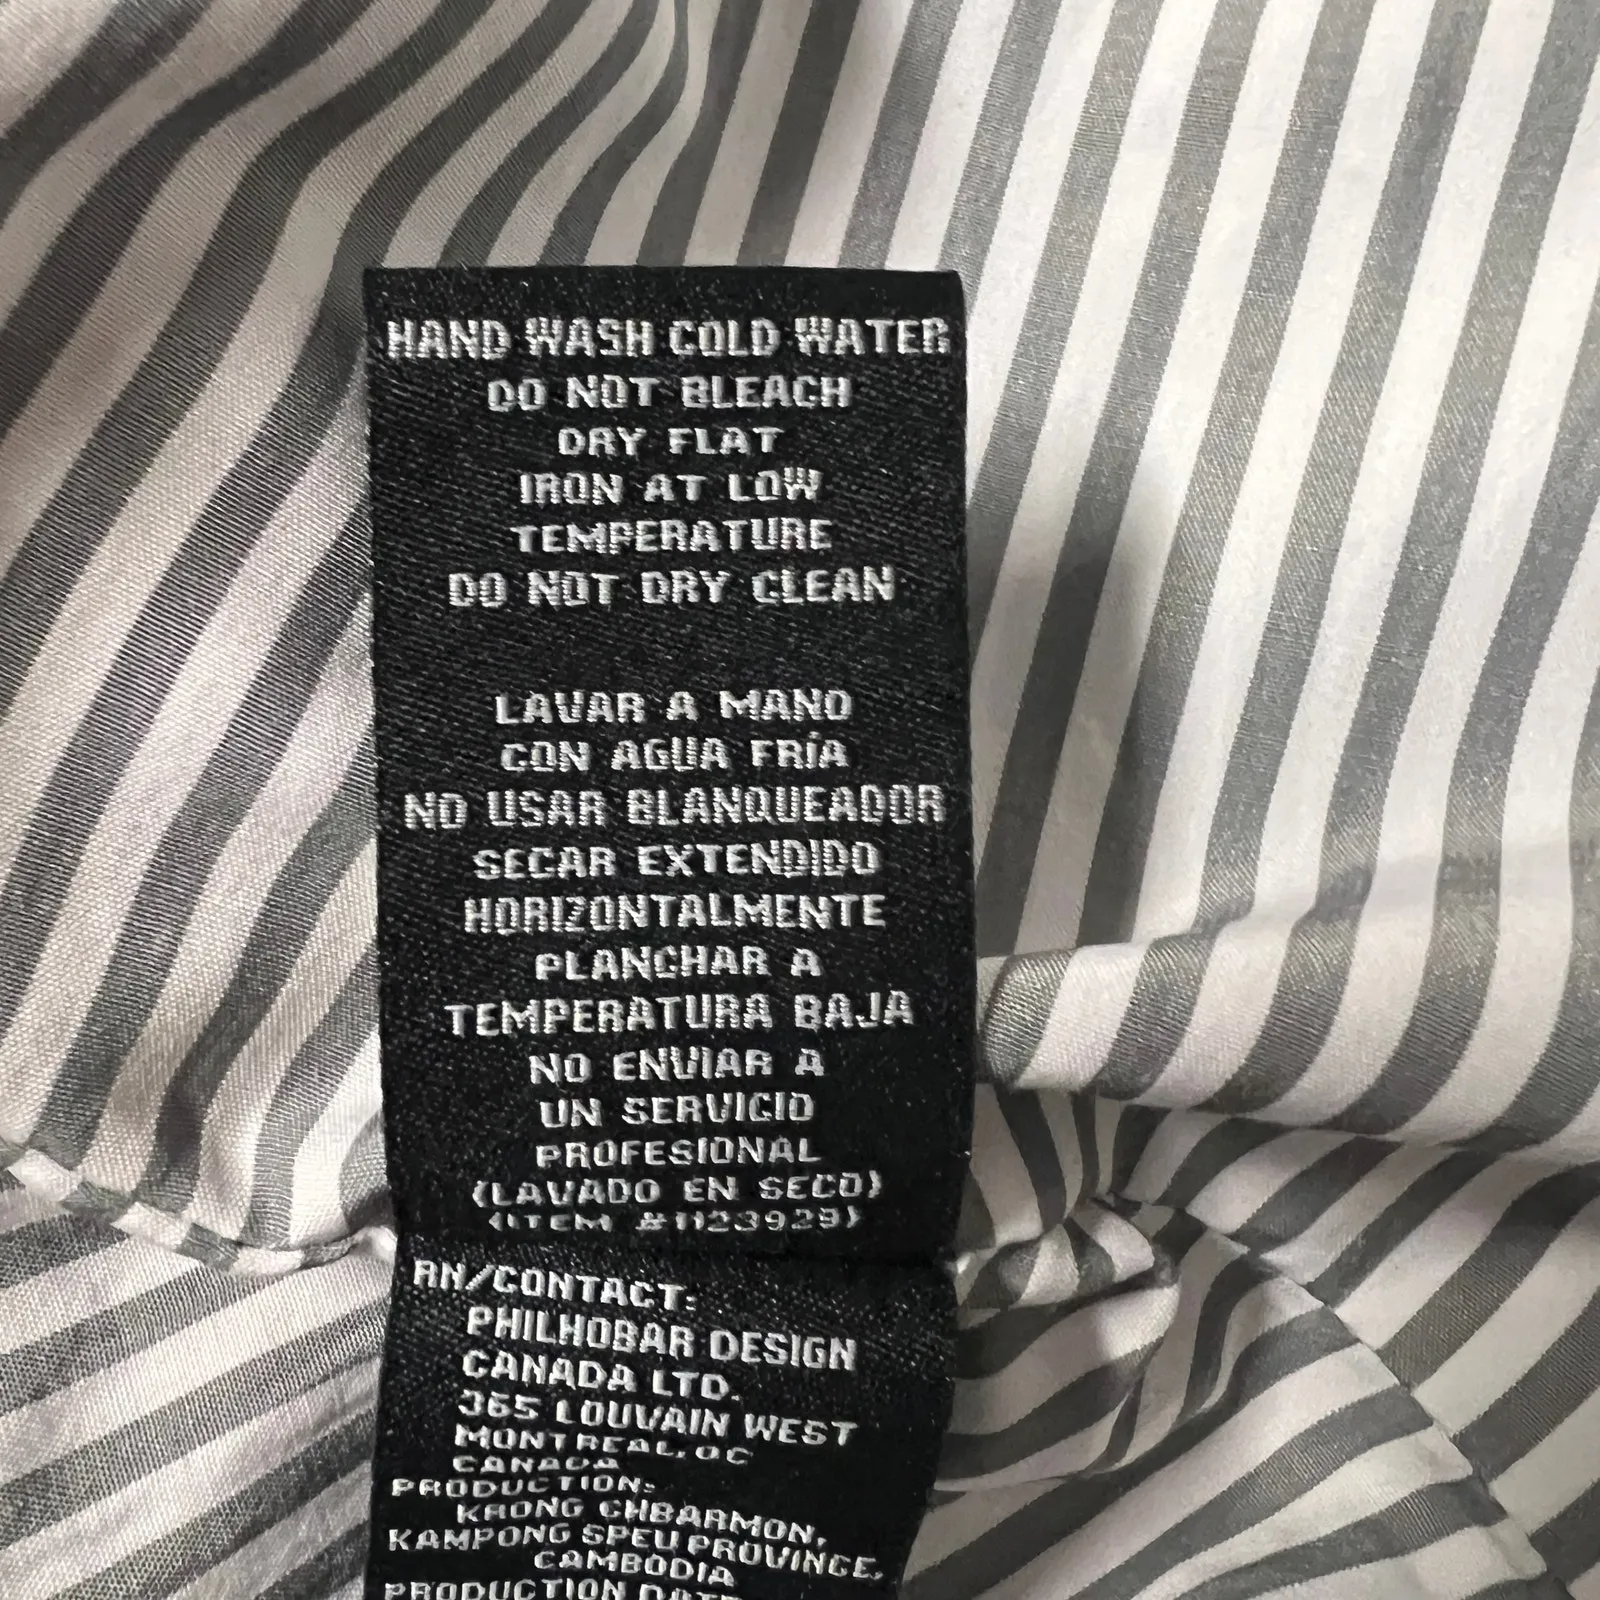 HAND WASH COLD WATER
DO NOT BLEACH
DRY FLAT
IRON AT LOW
TEMPERATURE
DO NOT DRY CLEAN
LAVAR A MANO
CON AGUA FRÍA
NO USAR BLANQUEADOR
SECAR EXTENDIDO
HORIZONTALMENTE
PLANCHAR A
TEMPERATURA BAJA
NO ENVIAR A
UN SERVICIO
PROFESIONAL
(LAVADO EN SECO)
(ITEM #1123929)
RN/CONTACT:
PHILHOBAR DESIGN
CANADA LTD.
365 LOUVAIN WEST
MONTREAL, QC
CANADA
PRODUCTION:
KRONG CHBARMON,
KAMPONG SPEU PROVINCE,
CAMBODIA
PRODUCTION DATE